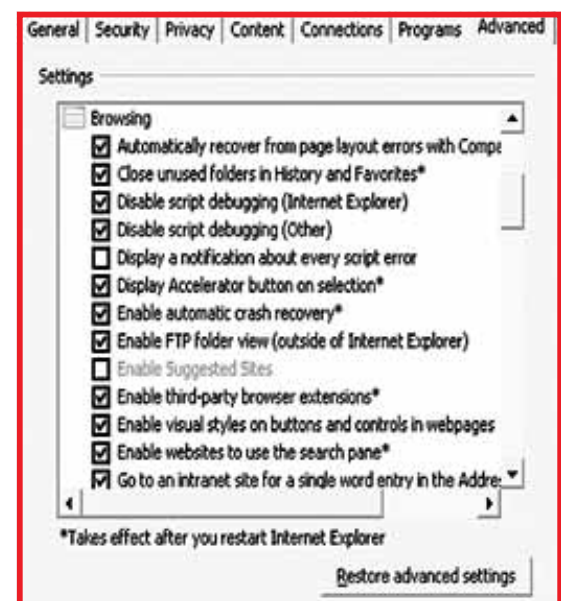 General Security Privacy Content Connections Programs Advanced
Settings
Browsing
Automatically recover from page layout errors with Compa
Close unused folders in History and Favorites*
Disable script debugging (Internet Explorer)
Disable script debugging (Other)
Display a notification about every script error
Display Accelerator button on selection*
Enable automatic crash recovery*
Enable FTP folder view (outside of Internet Explorer)
Enable Suggested Sites
Enable third-party browser extensions*
Enable visual styles on buttons and controls in webpages
Enable websites to use the search pane*
Go to an intranet site for a single word entry in the Addre
*Takes effect after you restart Internet Explorer
Restore advanced settings